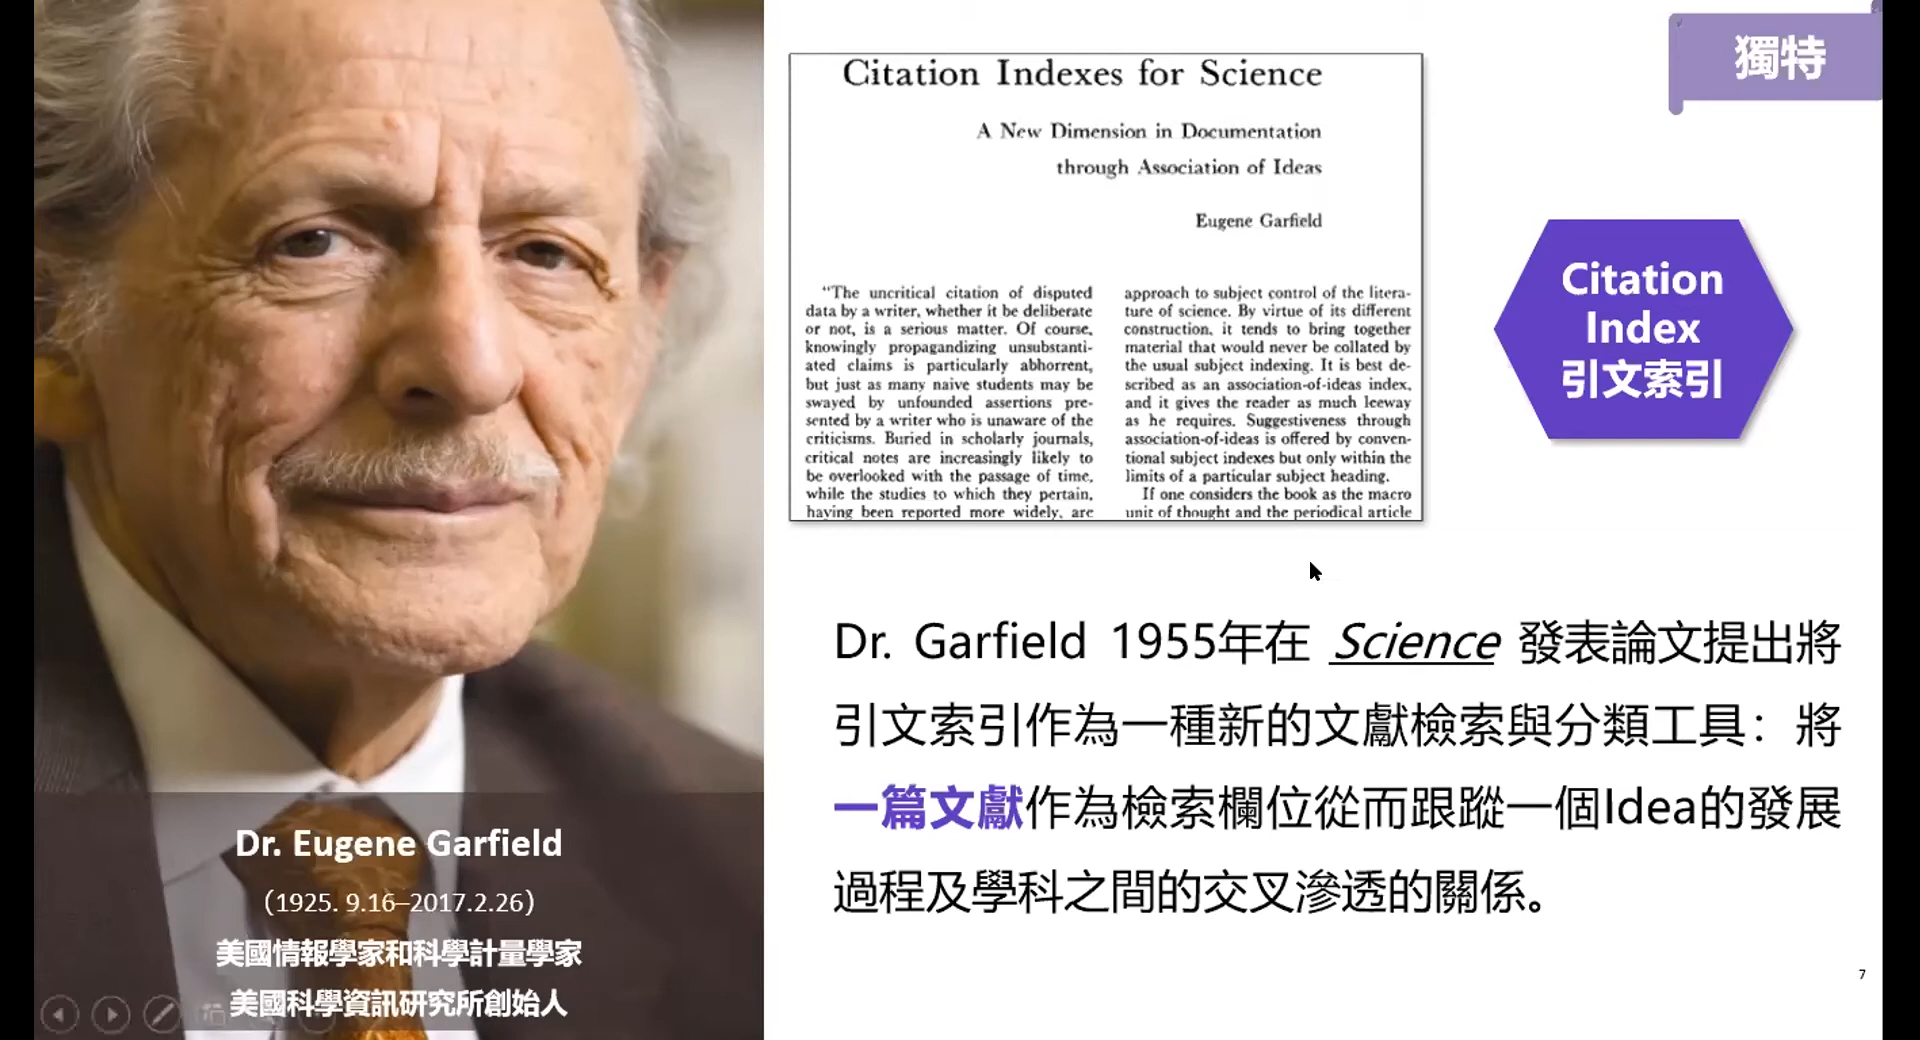 獨特
Citation Indexes for Science
A New Dimension in Documentation
through Association of Ideas
Eugene Garfield
"The uncritical citation of disputed
data by a writer, whether it be deliberate
or not, is a serious matter. Of course,
knowingly propagandizing unsubstanti-
ated claims is particularly abhorrent,
but just as many naive students may be
swayed by unfounded assertions pre-
sented by a writer who is unaware of the
criticisms. Buried in scholarly journals,
critical notes are increasingly likely to
be overlooked with the passage of time,
while the studies to which they pertain,
having been reported more widely, are
approach to subject control of the litera-
ture of science. By virtue of its different
construction, it tends to bring together
material that would never be collated by
the usual subject indexing. It is best de-
scribed as an association-of-ideas index,
and it gives the reader as much leeway
as he requires. Suggestiveness through
association-of-ideas is offered by conven-
tional subject indexes but only within the
limits of a particular subject heading.
If one considers the book as the macro
unit of thought and the periodical article
Citation
Index
引文索引
Dr. Garfield 1955年在 Science 發表論文提出將
引文索引作為一種新的文獻檢索與分類工具：將
一篇文獻作為檢索欄位從而跟蹤一個Idea的發展
過程及學科之間的交叉滲透的關係。
Dr. Eugene Garfield
（1925. 9.16–2017.2.26）
美國情報學家和科學計量學家
美國科學資訊研究所創始人
7